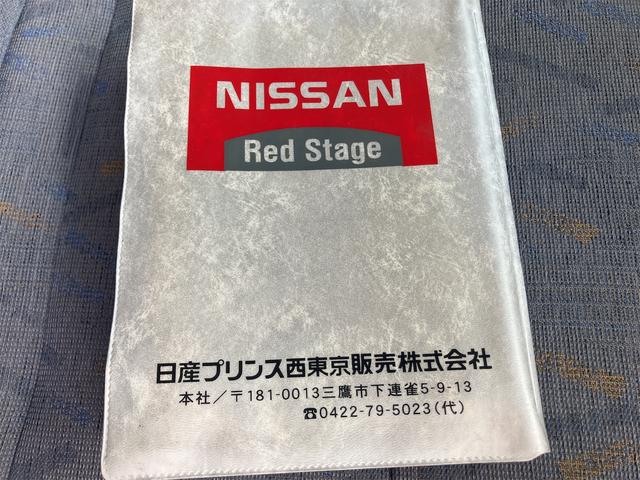 NISSAN
Red Stage
日産プリンス西東京販売株式会社
本社／〒181-0013三鷹市下連雀5-9-13
☎0422-79-5023(代)